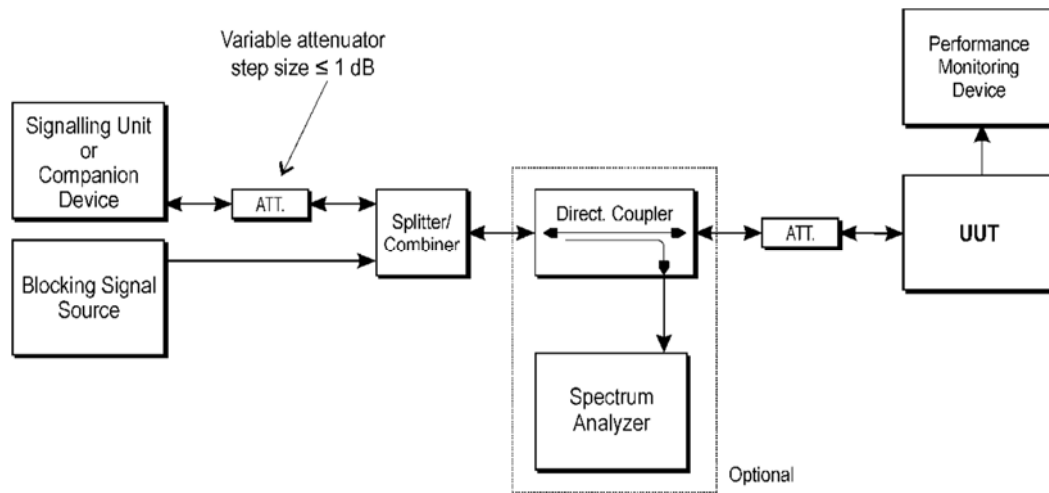 Variable attenuator
step size ≤ 1 dB
Signalling Unit
or
Companion
Device
ATT.
Splitter/
Combiner
Blocking Signal
Source
Direct. Coupler
Spectrum
Analyzer
Optional
ATT.
Performance
Monitoring
Device
UUT